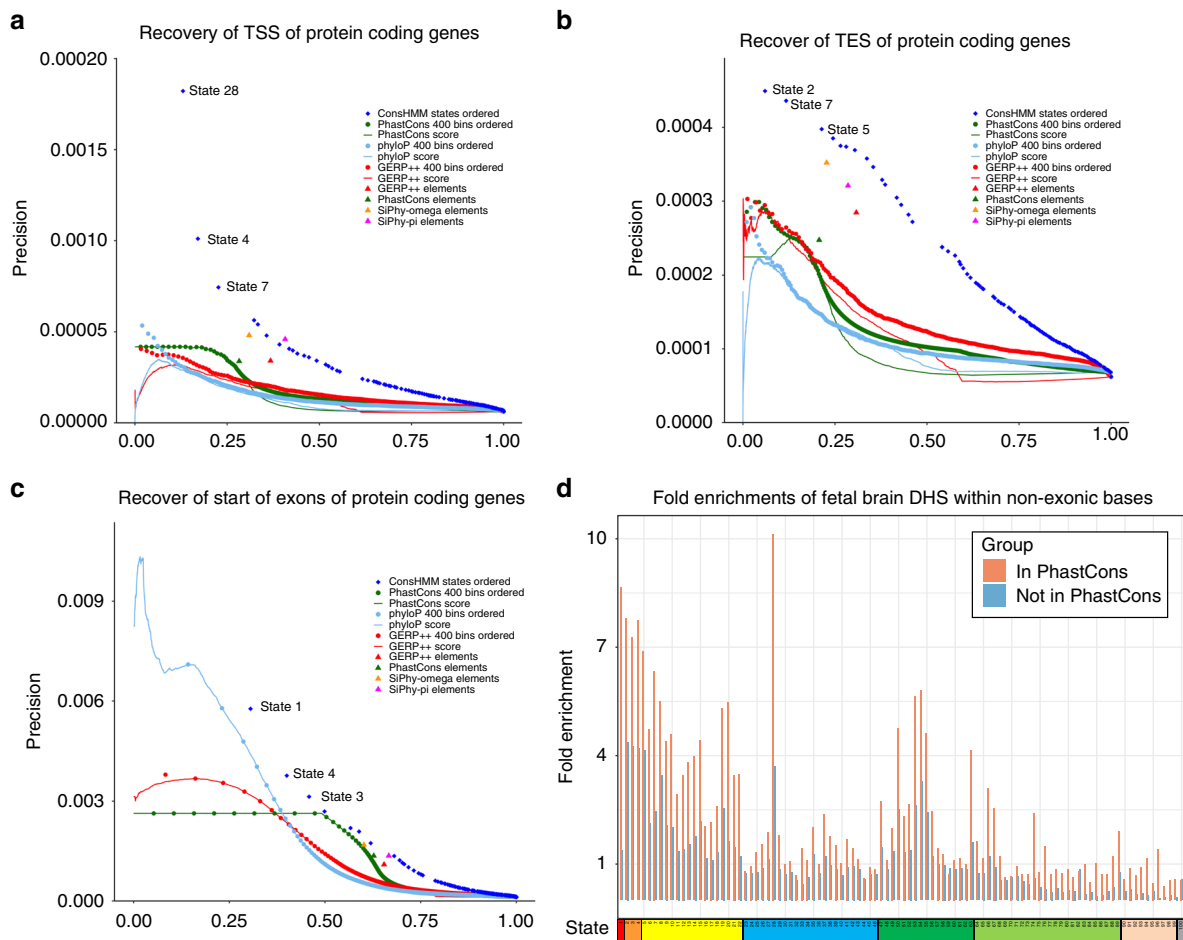 a
Recovery of TSS of protein coding genes
0.00020
0.00015
0.00010
0.00005
0.00000
Precision
State 28
State 4
State 7
ConsHMM states ordered
PhastCons 400 bins ordered
PhastCons score
phyloP 400 bins ordered
phyloP score
GERP++ 400 bins ordered
GERP++ score
GERP++ elements
PhastCons elements
SiPhy-omega elements
SiPhy-pi elements
0.00 0.25 0.50 0.75 1.00
b
Recover of TES of protein coding genes
0.0004
0.0003
0.0002
0.0001
0.0000
Precision
State 2
State 7
State 5
ConsHMM states ordered
PhastCons 400 bins ordered
PhastCons score
phyloP 400 bins ordered
phyloP score
GERP++ 400 bins ordered
GERP++ score
GERP++ elements
PhastCons elements
SiPhy-omega elements
SiPhy-pi elements
0.00 0.25 0.50 0.75 1.00
c
Recover of start of exons of protein coding genes
0.009
0.006
0.003
0.000
Precision
State 1
State 4
State 3
ConsHMM states ordered
PhastCons 400 bins ordered
PhastCons score
phyloP 400 bins ordered
phyloP score
GERP++ 400 bins ordered
GERP++ score
GERP++ elements
PhastCons elements
SiPhy-omega elements
SiPhy-pi elements
0.00 0.25 0.50 0.75 1.00
d
Fold enrichments of fetal brain DHS within non-exonic bases
10
7
4
1
Fold enrichment
Group
In PhastCons
Not in PhastCons
State